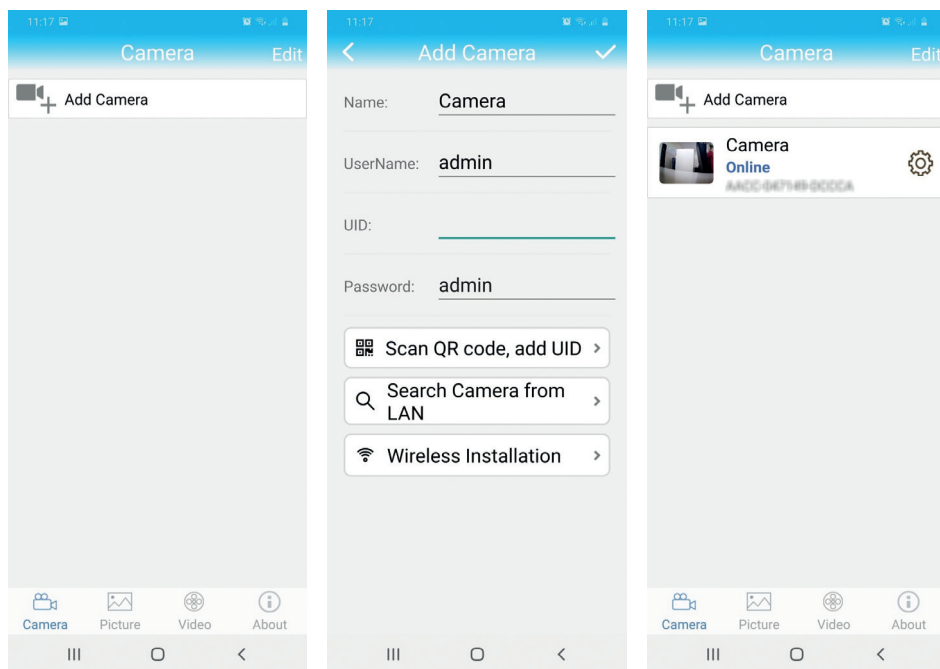 11:17
Camera
Edit
Add Camera
Camera
Picture
Video
About
11:17
Add Camera
Name:
Camera
UserName:
admin
UID:
Password:
admin
Scan QR code, add UID
Search Camera from
LAN
Wireless Installation
11:17
Camera
Edit
Add Camera
Camera
Online
Camera
Picture
Video
About